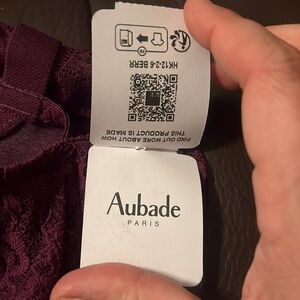 HK12-2-6 BERR
FIND OUT MORE ABOUT HOW
THIS PRODUCT IS MADE
Aubade
PARIS